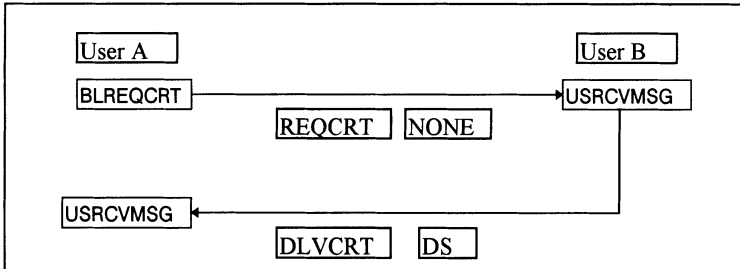 User A User B
BLREQCRT USRCVMSG
REQCRT NONE
USRCVMSG
DLVCRT DS